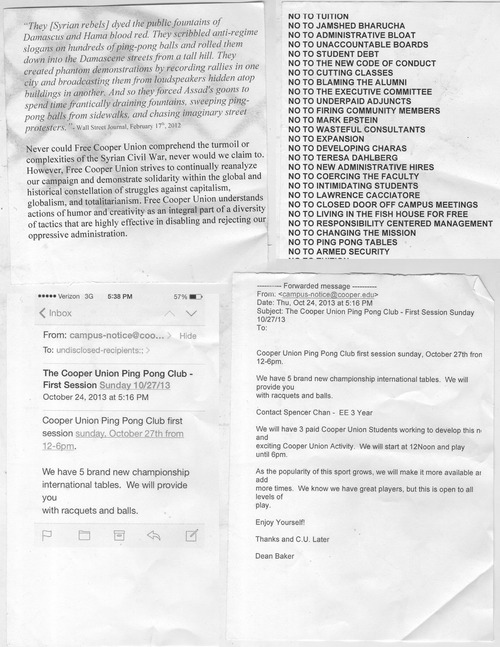 "They [Syrian rebels] dyed the public fountains of
Damascus and Hama blood red. They scribbled anti-regime
slogans on hundreds of ping-pong balls and rolled them
down into the Damascene streets from a tall hill. They
created phantom demonstrations by recording rallies in one
city and broadcasting them from loudspeakers hidden atop
buildings in another. And so they forced Assad's goons to
spend time frantically draining fountains, sweeping ping-
pong balls from sidewalks, and chasing imaginary street
protesters.", - Wall Street Journal, February 17th, 2012
Never could Free Cooper Union comprehend the turmoil or
complexities of the Syrian Civil War, never would we claim to.
However, Free Cooper Union strives to continually reanalyze
our campaign and demonstrate solidarity within the global and
historical constellation of struggles against capitalism,
globalism, and totalitarianism. Free Cooper Union understands
actions of humor and creativity as an integral part of a diversity
of tactics that are highly effective in disabling and rejecting our
oppressive administration.
NO TO TUITION
NO TO JAMSHED BHARUCHA
NO TO ADMINISTRATIVE BLOAT
NO TO UNACCOUNTABLE BOARDS
NO TO STUDENT DEBT
NO TO THE NEW CODE OF CONDUCT
NO TO CUTTING CLASSES
NO TO BLAMING THE ALUMNI
NO TO THE EXECUTIVE COMMITTEE
NO TO UNDERPAID ADJUNCTS
NO TO FIRING COMMUNITY MEMBERS
NO TO MARK EPSTEIN
NO TO WASTEFUL CONSULTANTS
NO TO EXPANSION
NO TO DEVELOPING CHARAS
NO TO TERESA DAHLBERG
NO TO NEW ADMINISTRATIVE HIRES
NO TO COERCING THE FACULTY
NO TO INTIMIDATING STUDENTS
NO TO LAWRENCE CACCIATORE
NO TO CLOSED DOOR OFF CAMPUS MEETINGS
NO TO LIVING IN THE FISH HOUSE FOR FREE
NO TO RESPONSIBILITY CENTERED MANAGEMENT
NO TO CHANGING THE MISSION
NO TO PING PONG TABLES
NO TO ARMED SECURITY
NO TO TUITION
Verizon 3G 5:38 PM 57%
Inbox
From: campus-notice@coo... Hide
To: undisclosed-recipients:;
The Cooper Union Ping Pong Club -
First Session Sunday 10/27/13
October 24, 2013 at 5:16 PM
Cooper Union Ping Pong Club first
session sunday, October 27th from
12-6pm.
We have 5 brand new championship
international tables. We will provide
you
with racquets and balls.
---------- Forwarded message ----------
From: <campus-notice@cooper.edu>
Date: Thu, Oct 24, 2013 at 5:16 PM
Subject: The Cooper Union Ping Pong Club - First Session Sunday
10/27/13
To:
Cooper Union Ping Pong Club first session sunday, October 27th fron
12-6pm.
We have 5 brand new championship international tables. We will
provide you
with racquets and balls.
Contact Spencer Chan - EE 3 Year
We will have 3 paid Cooper Union Students working to develop this n
and
exciting Cooper Union Activity. We will start at 12Noon and play
until 6pm.
As the popularity of this sport grows, we will make it more available ar
add
more times. We know we have great players, but this is open to all
levels of
play.
Enjoy Yourself!
Thanks and C.U. Later
Dean Baker